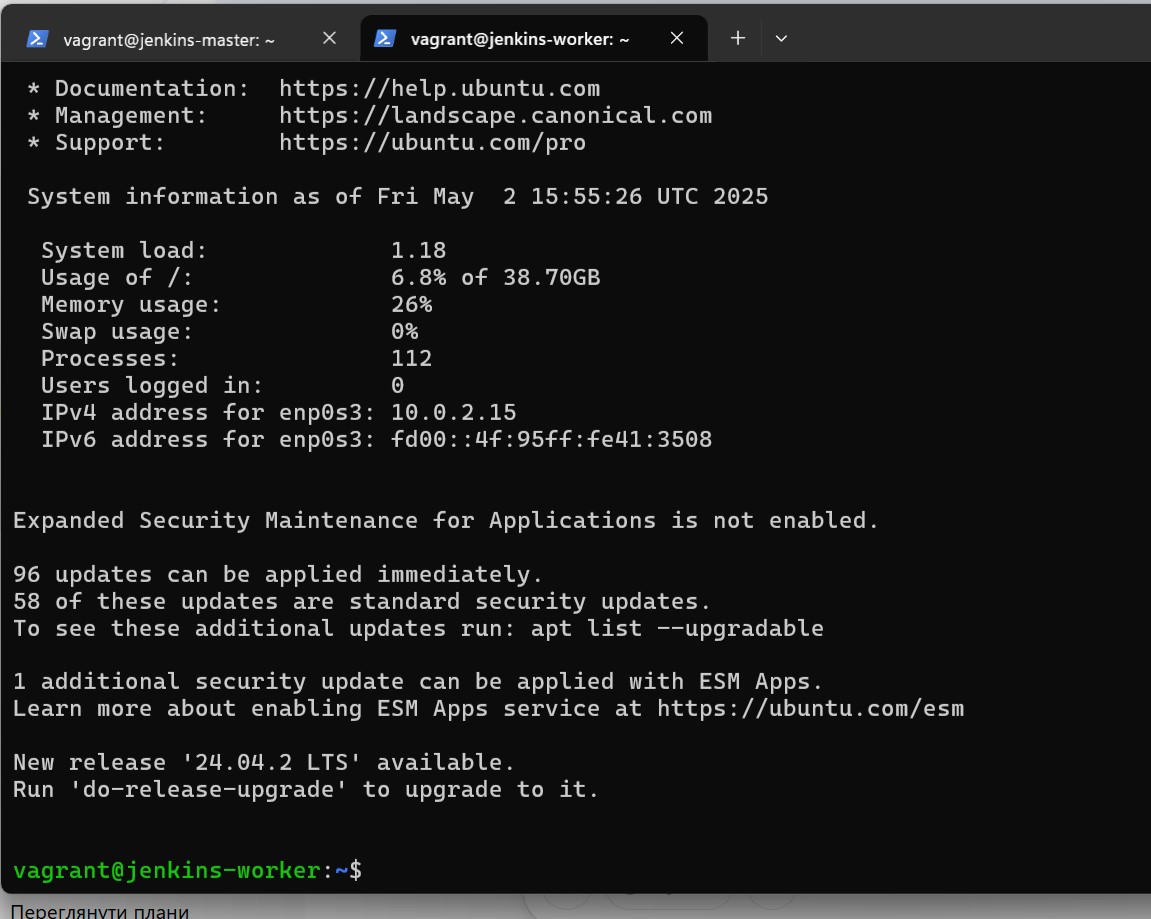 vagrant@jenkins-master: ~
vagrant@jenkins-worker: ~
* Documentation:  https://help.ubuntu.com
* Management:     https://landscape.canonical.com
* Support:        https://ubuntu.com/pro
System information as of Fri May  2 15:55:26 UTC 2025
System load:             1.18
Usage of /:              6.8% of 38.70GB
Memory usage:            26%
Swap usage:              0%
Processes:               112
Users logged in:         0
IPv4 address for enp0s3: 10.0.2.15
IPv6 address for enp0s3: fd00::4f:95ff:fe41:3508
Expanded Security Maintenance for Applications is not enabled.
96 updates can be applied immediately.
58 of these updates are standard security updates.
To see these additional updates run: apt list --upgradable
1 additional security update can be applied with ESM Apps.
Learn more about enabling ESM Apps service at https://ubuntu.com/esm
New release '24.04.2 LTS' available.
Run 'do-release-upgrade' to upgrade to it.
vagrant@jenkins-worker:~$
Переглянути плани